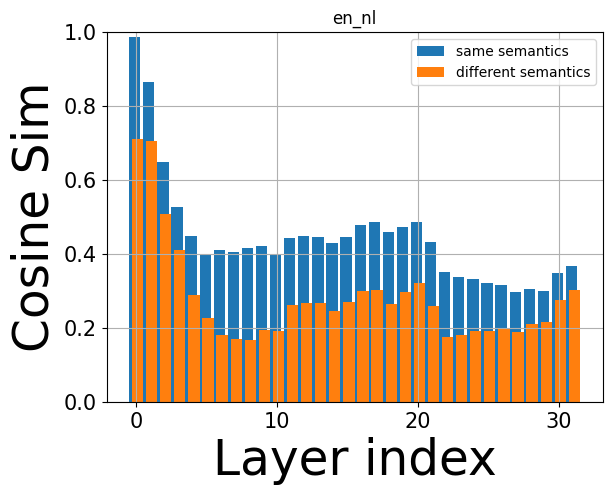 en_nl
same semantics
different semantics
Cosine Sim
1.0
0.8
0.6
0.4
0.2
0.0
0 10 20 30
Layer index